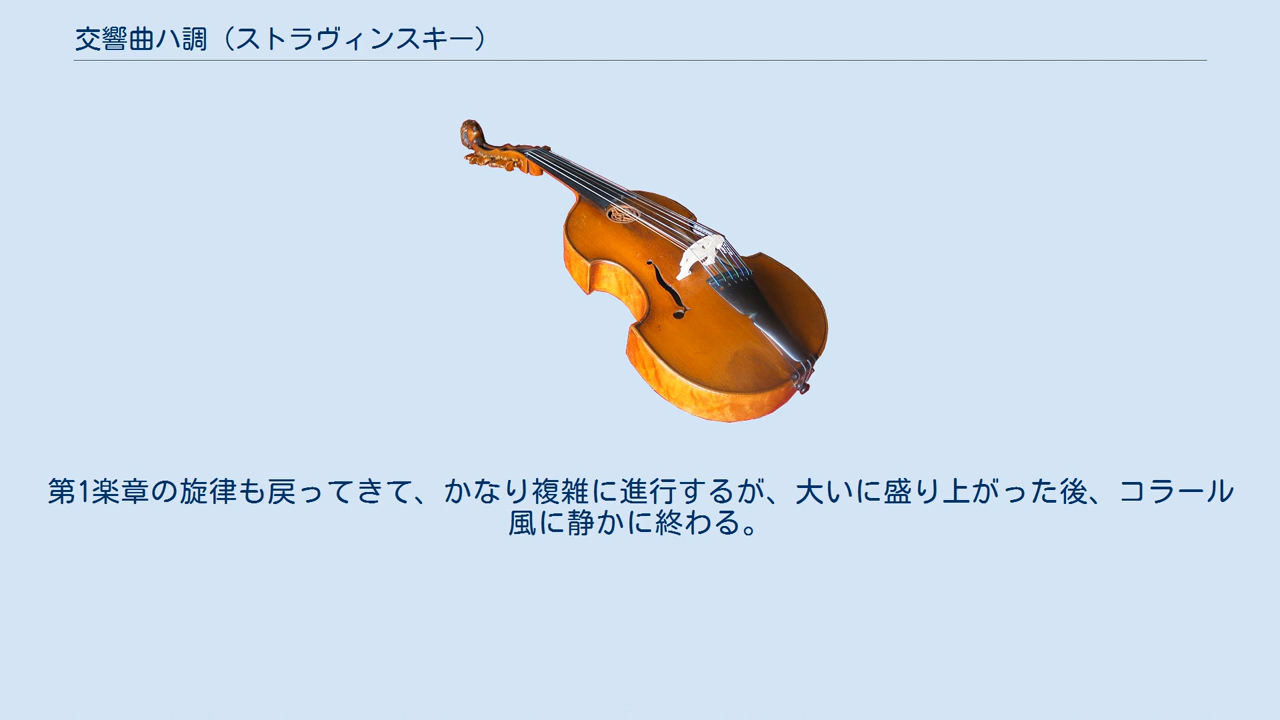 交響曲ハ調（ストラヴィンスキー）
第1楽章の旋律も戻ってきて、かなり複雑に進行するが、大いに盛り上がった後、コラール
風に静かに終わる。